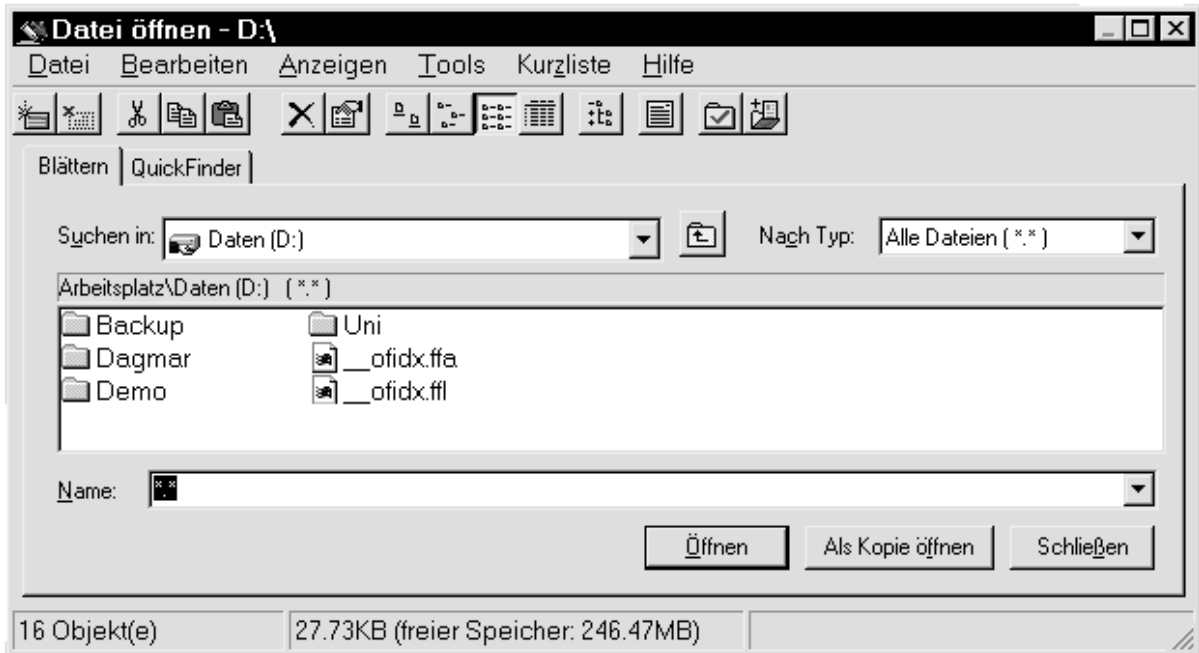 Datei öffnen - D:\
Datei Bearbeiten Anzeigen Tools Kurzliste Hilfe
Blättern QuickFinder
Suchen in: Daten (D:) Nach Typ: Alle Dateien ( *.* )
Arbeitsplatz\Daten (D:) ( *.* )
Backup Uni
Dagmar __ofidx.ffa
Demo __ofidx.ffl
Name: *.*
Öffnen Als Kopie öffnen Schließen
16 Objekt(e) 27.73KB (freier Speicher: 246.47MB)